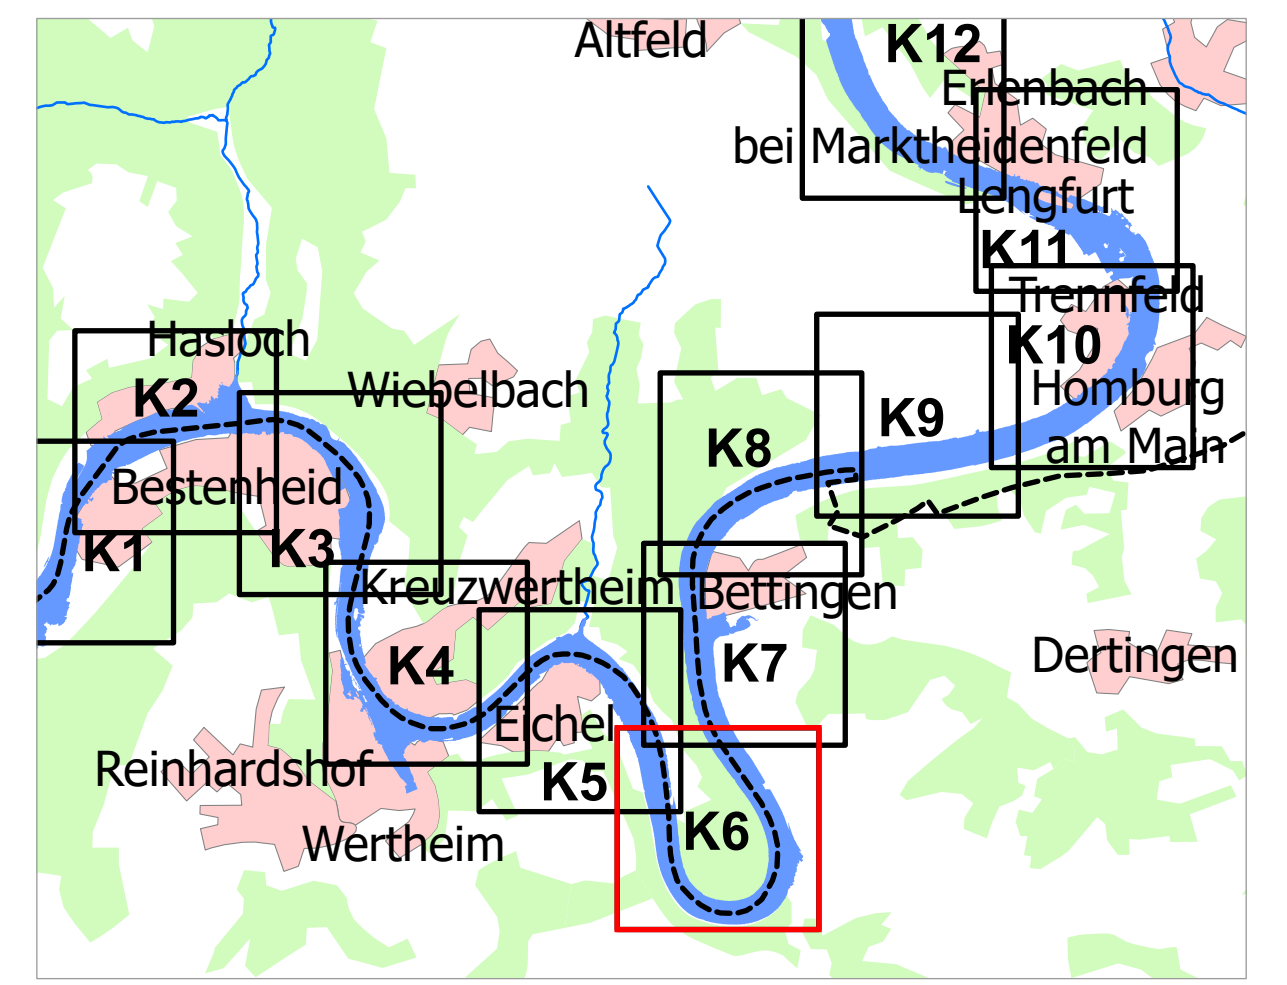 Altfeld
K12
Erlenbach
bei Marktheidenfeld
Lengfurt
K11
Trennfeld
Hasloch
K10
Wiebelbach
Homburg
K2
K9
am Main
K8
Bestenheid
K1
K3
Kreuzwertheim
Bettingen
Dertingen
K4
K7
Eichel
Reinhardshof
K5
K6
Wertheim